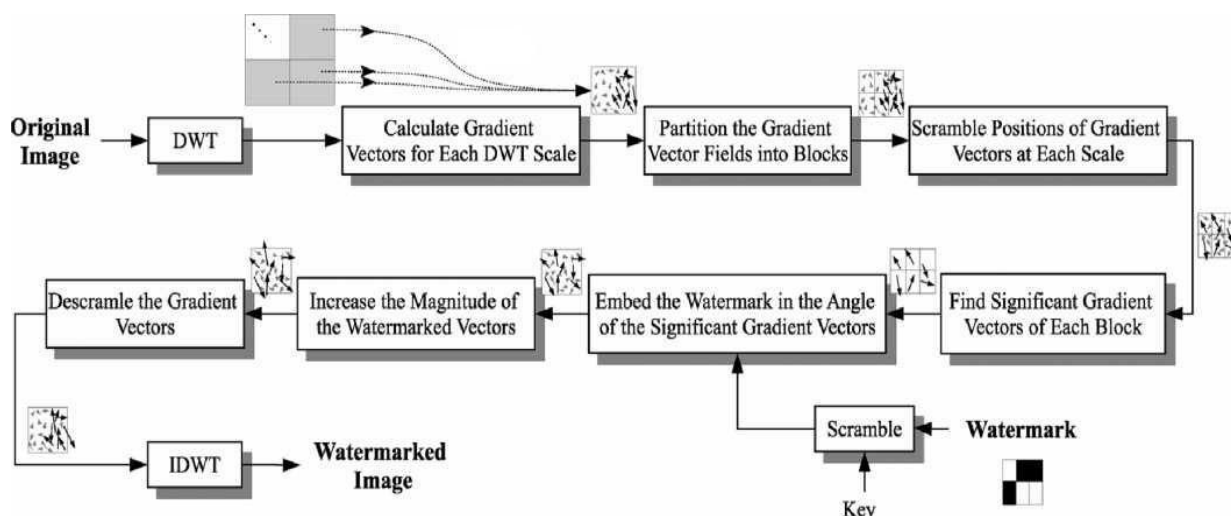 Original
Image
DWT
Calculate Gradient
Vectors for Each DWT Scale
Partition the Gradient
Vector Fields into Blocks
Scramble Positions of Gradient
Vectors at Each Scale
Descramle the Gradient
Vectors
Increase the Magnitude of
the Watermarked Vectors
Embed the Watermark in the Angle
of the Significant Gradient Vectors
Find Significant Gradient
Vectors of Each Block
Scramble
Watermark
Key
IDWT
Watermarked
Image